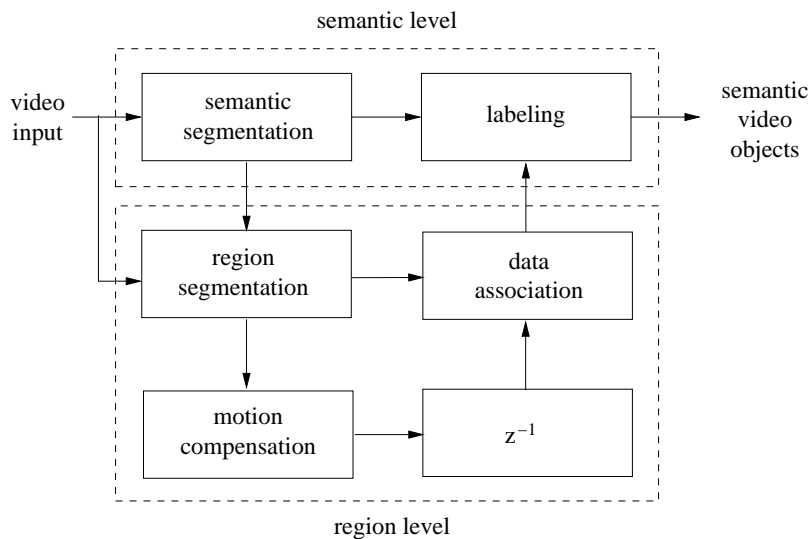 semantic level
video
input
semantic
segmentation
labeling
semantic
video
objects
region
segmentation
data
association
motion
compensation
z⁻¹
region level